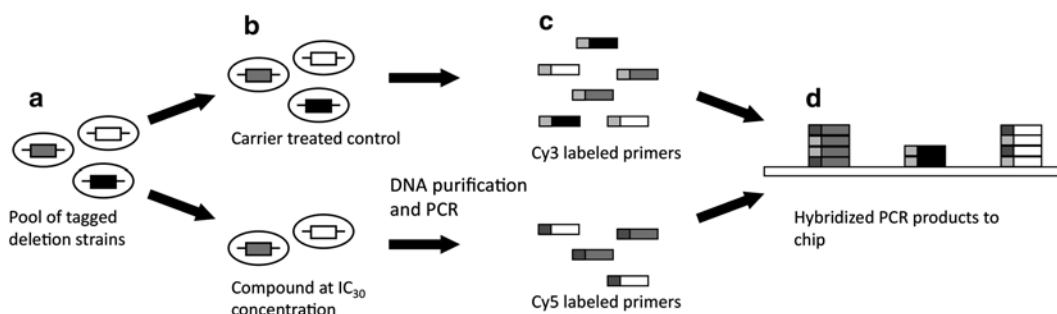 a
Pool of tagged
deletion strains
b
Carrier treated control
Compound at IC₃₀
concentration
DNA purification
and PCR
c
Cy3 labeled primers
Cy5 labeled primers
d
Hybridized PCR products to
chip